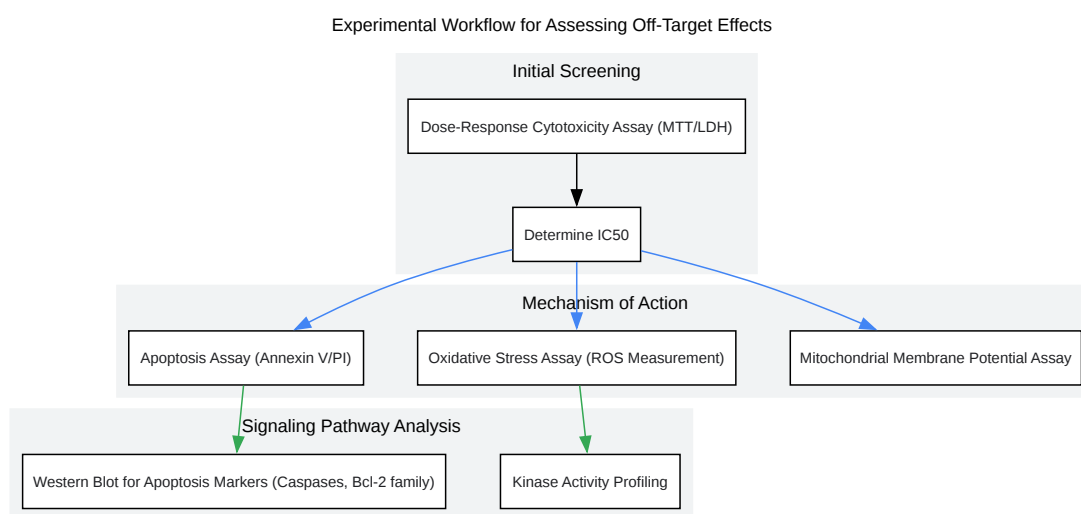 Experimental Workflow for Assessing Off-Target Effects
Initial Screening
Dose-Response Cytotoxicity Assay (MTT/LDH)
Determine IC50
Mechanism of Action
Apoptosis Assay (Annexin V/PI)
Oxidative Stress Assay (ROS Measurement)
Mitochondrial Membrane Potential Assay
Signaling Pathway Analysis
Western Blot for Apoptosis Markers (Caspases, Bcl-2 family)
Kinase Activity Profiling